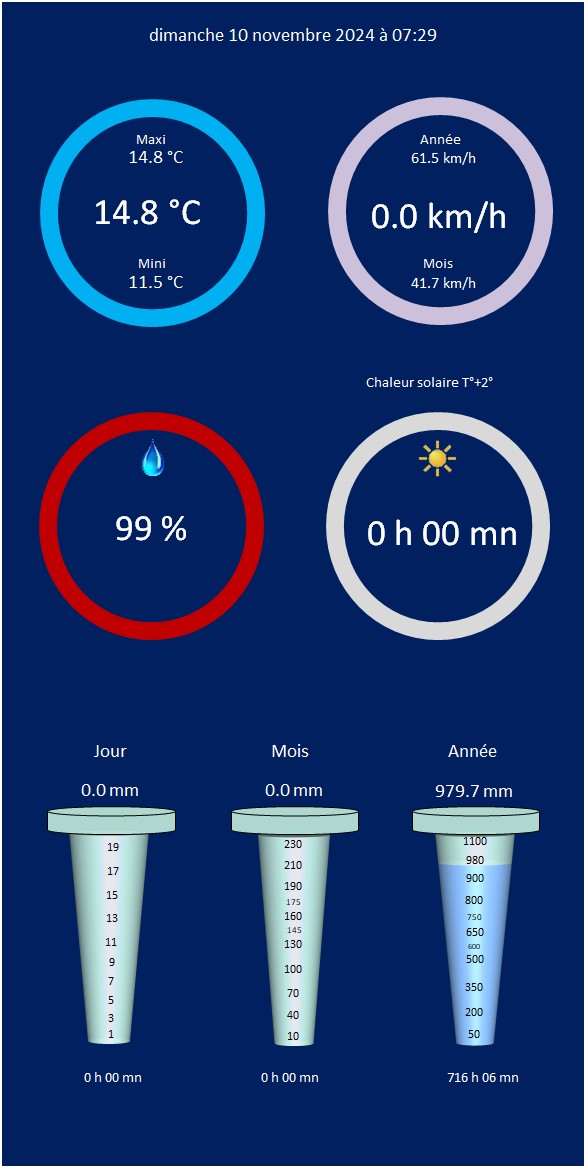 dimanche 10 novembre 2024 à 07:29
Maxi
14.8 °C
14.8 °C
Mini
11.5 °C
Année
61.5 km/h
0.0 km/h
Mois
41.7 km/h
Chaleur solaire T°+2°
99 %
0 h 00 mn
Jour
0.0 mm
19
17
15
13
11
9
7
5
3
1
0 h 00 mn
Mois
0.0 mm
230
210
190
175
160
145
130
100
70
40
10
0 h 00 mn
Année
979.7 mm
1100
980
900
800
750
650
600
500
350
200
50
716 h 06 mn